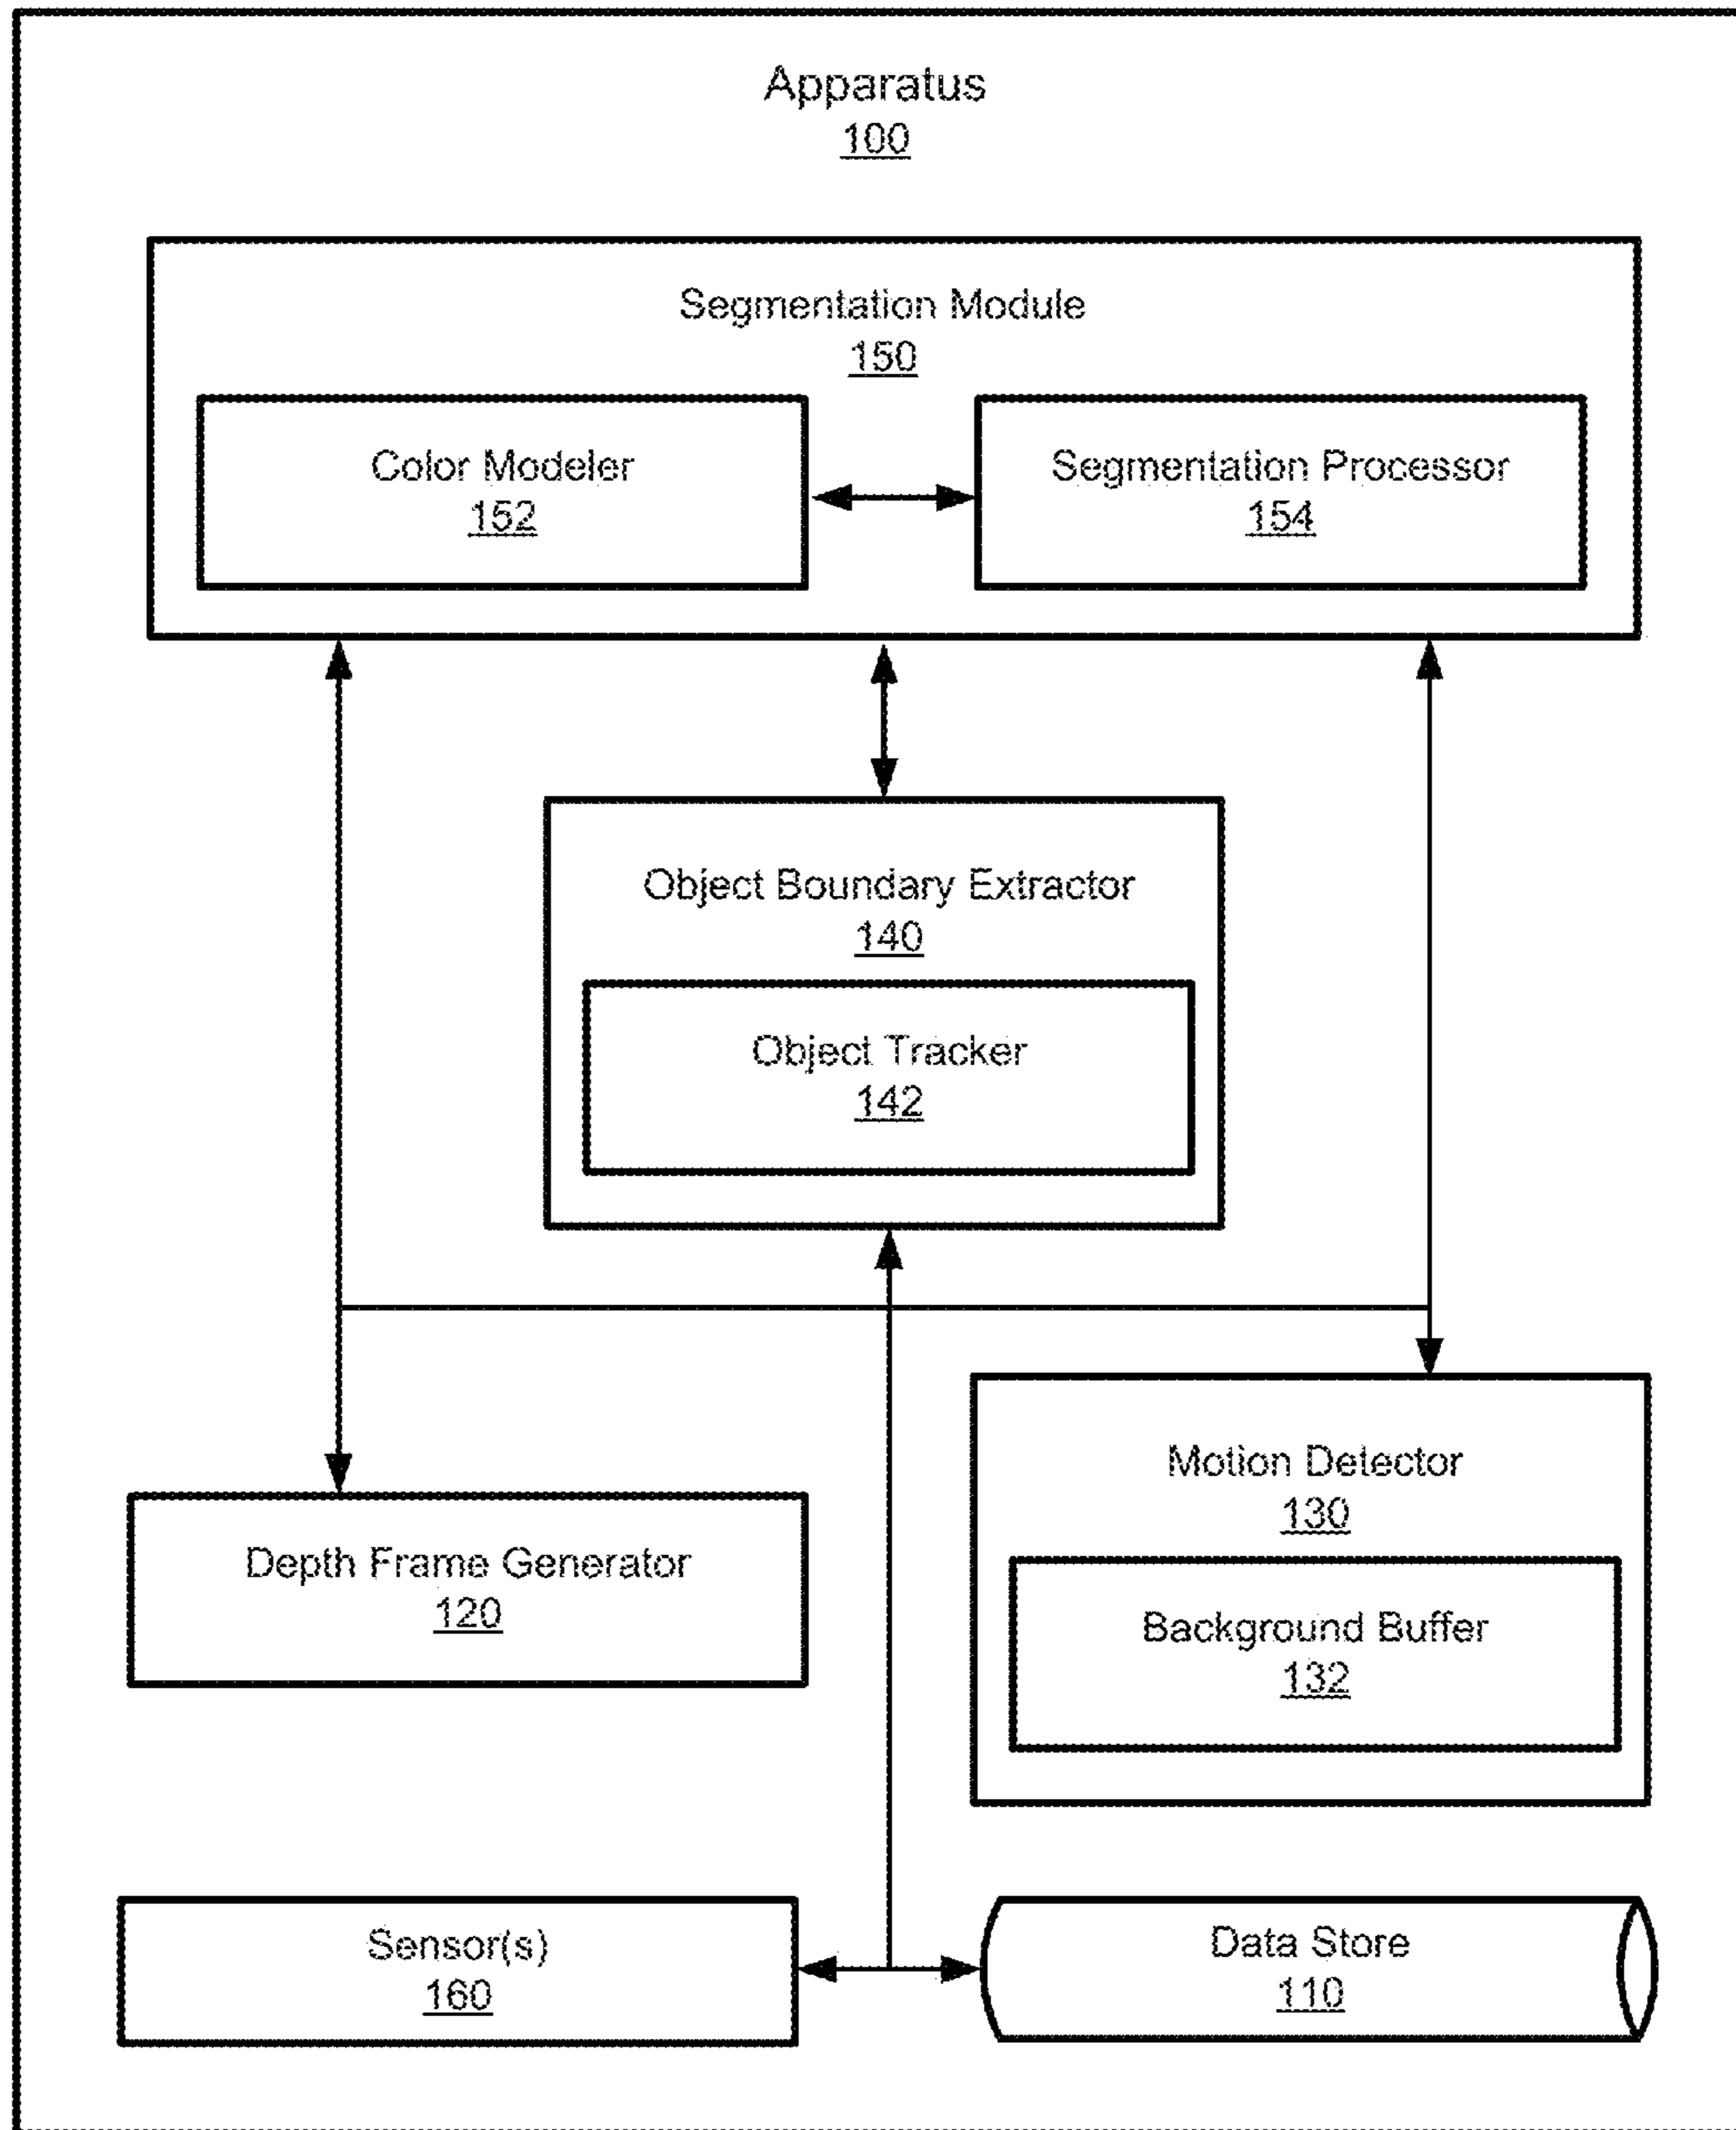 Apparatus
100
Segmentation Module
150
Color Modeler
152
Segmentation Processor
154
Object Boundary Extractor
140
Object Tracker
142
Depth Frame Generator
120
Motion Detector
130
Background Buffer
132
Sensor(s)
160
Data Store
110